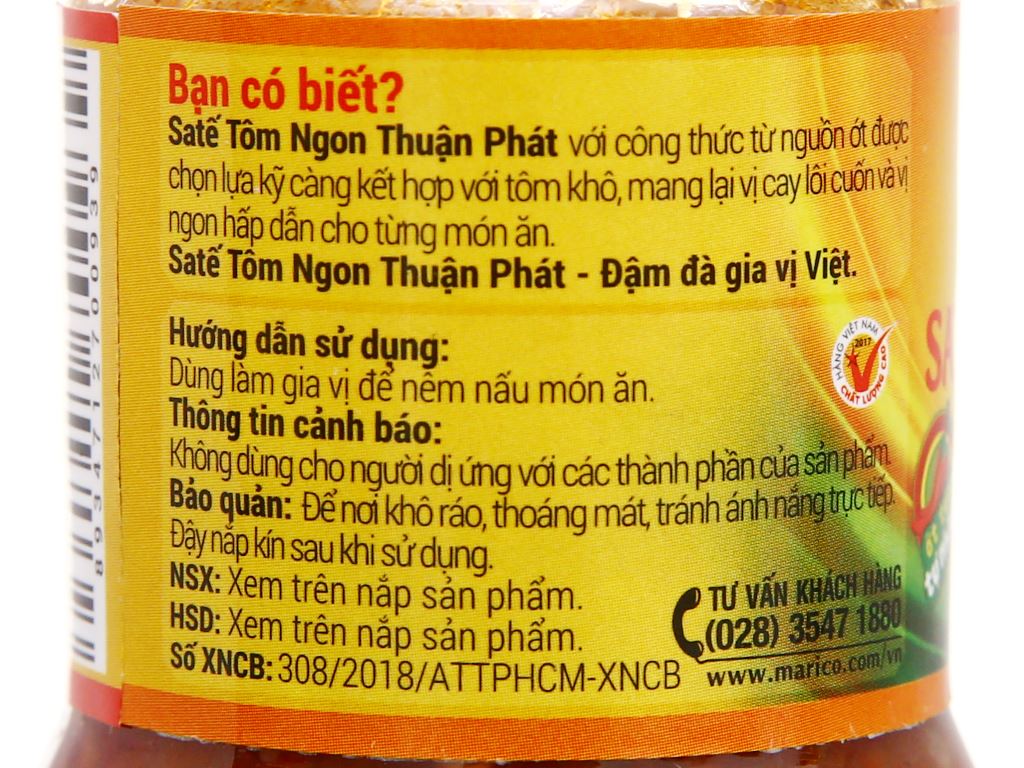 Bạn có biết?
Satế Tôm Ngon Thuận Phát với công thức từ nguồn ớt được
chọn lựa kỹ càng kết hợp với tôm khô, mang lại vị cay lôi cuốn và vị
ngon hấp dẫn cho từng món ăn.
Satế Tôm Ngon Thuận Phát - Đậm đà gia vị Việt.
Hướng dẫn sử dụng:
Dùng làm gia vị để nêm nấu món ăn.
Thông tin cảnh báo:
Không dùng cho người dị ứng với các thành phần của sản phẩm.
Bảo quản: Để nơi khô ráo, thoáng mát, tránh ánh nắng trực tiếp.
Đậy nắp kín sau khi sử dụng.
NSX: Xem trên nắp sản phẩm.
HSD: Xem trên nắp sản phẩm.
Số XNCB: 308/2018/ATTPHCM-XNCB
TƯ VẤN KHÁCH HÀNG
(028) 3547 1880
www.marico.com/vn
HÀNG VIỆT NAM
2017
CHẤT LƯỢNG CAO
8934712700939